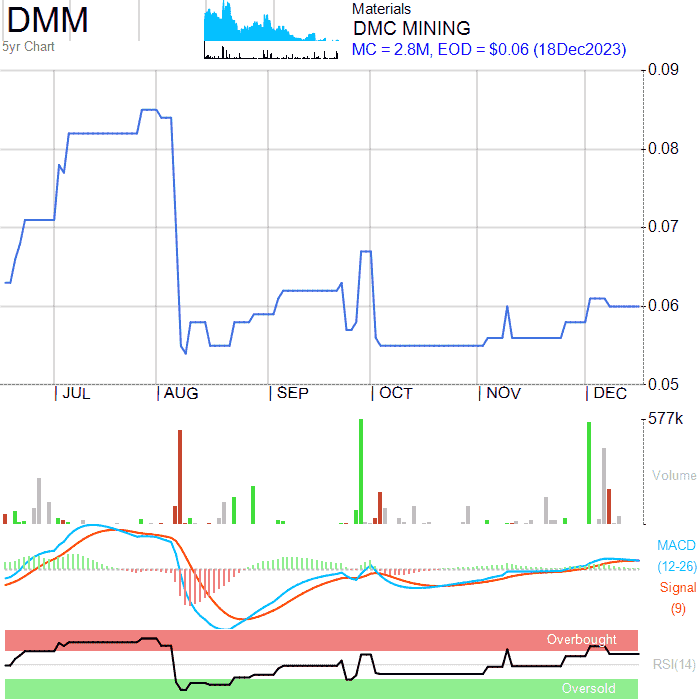 DMM
5yr Chart
Materials
DMC MINING
MC = 2.8M, EOD = $0.06 (18Dec2023)
0.09
0.08
0.07
0.06
0.05
JUL AUG SEP OCT NOV DEC
577k
Volume
MACD
(12-26)
Signal
(9)
Overbought
RSI(14)
Oversold